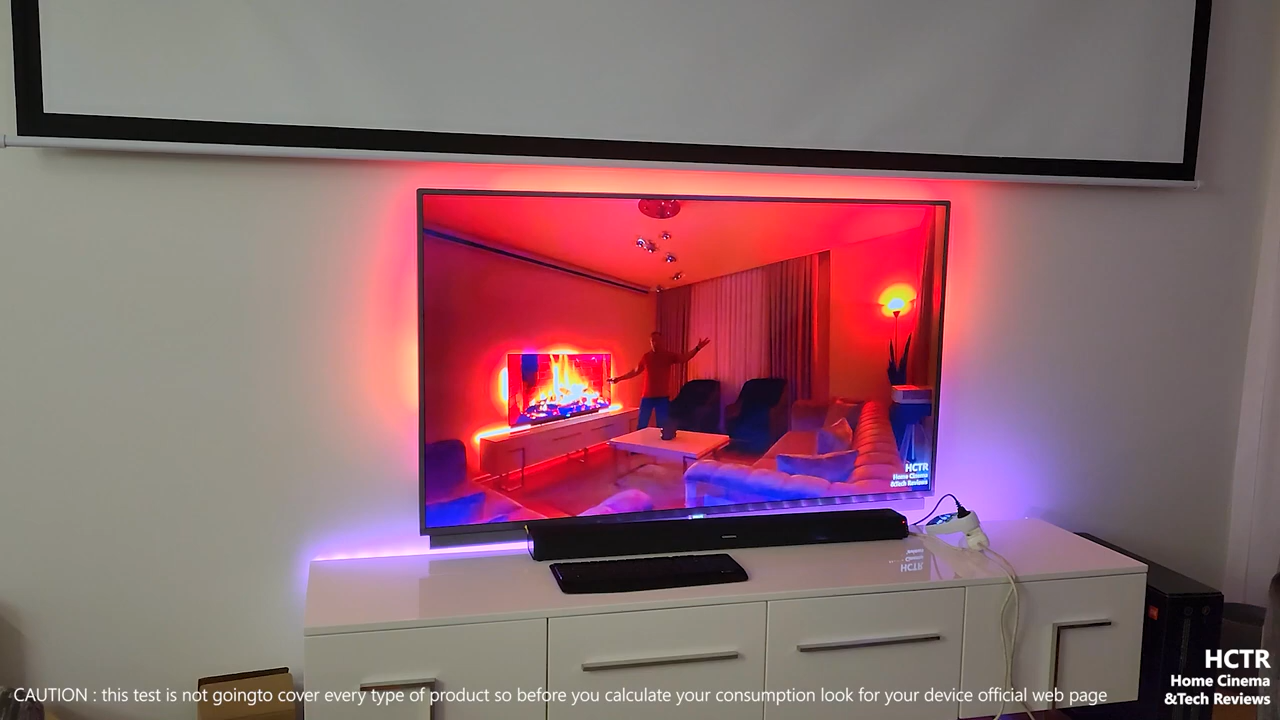 HCTR
Home Cinema
&Tech Reviews
CAUTION : this test is not goingto cover every type of product so before you calculate your consumption look for your device official web page
HCTR
Home Cinema
&Tech Reviews